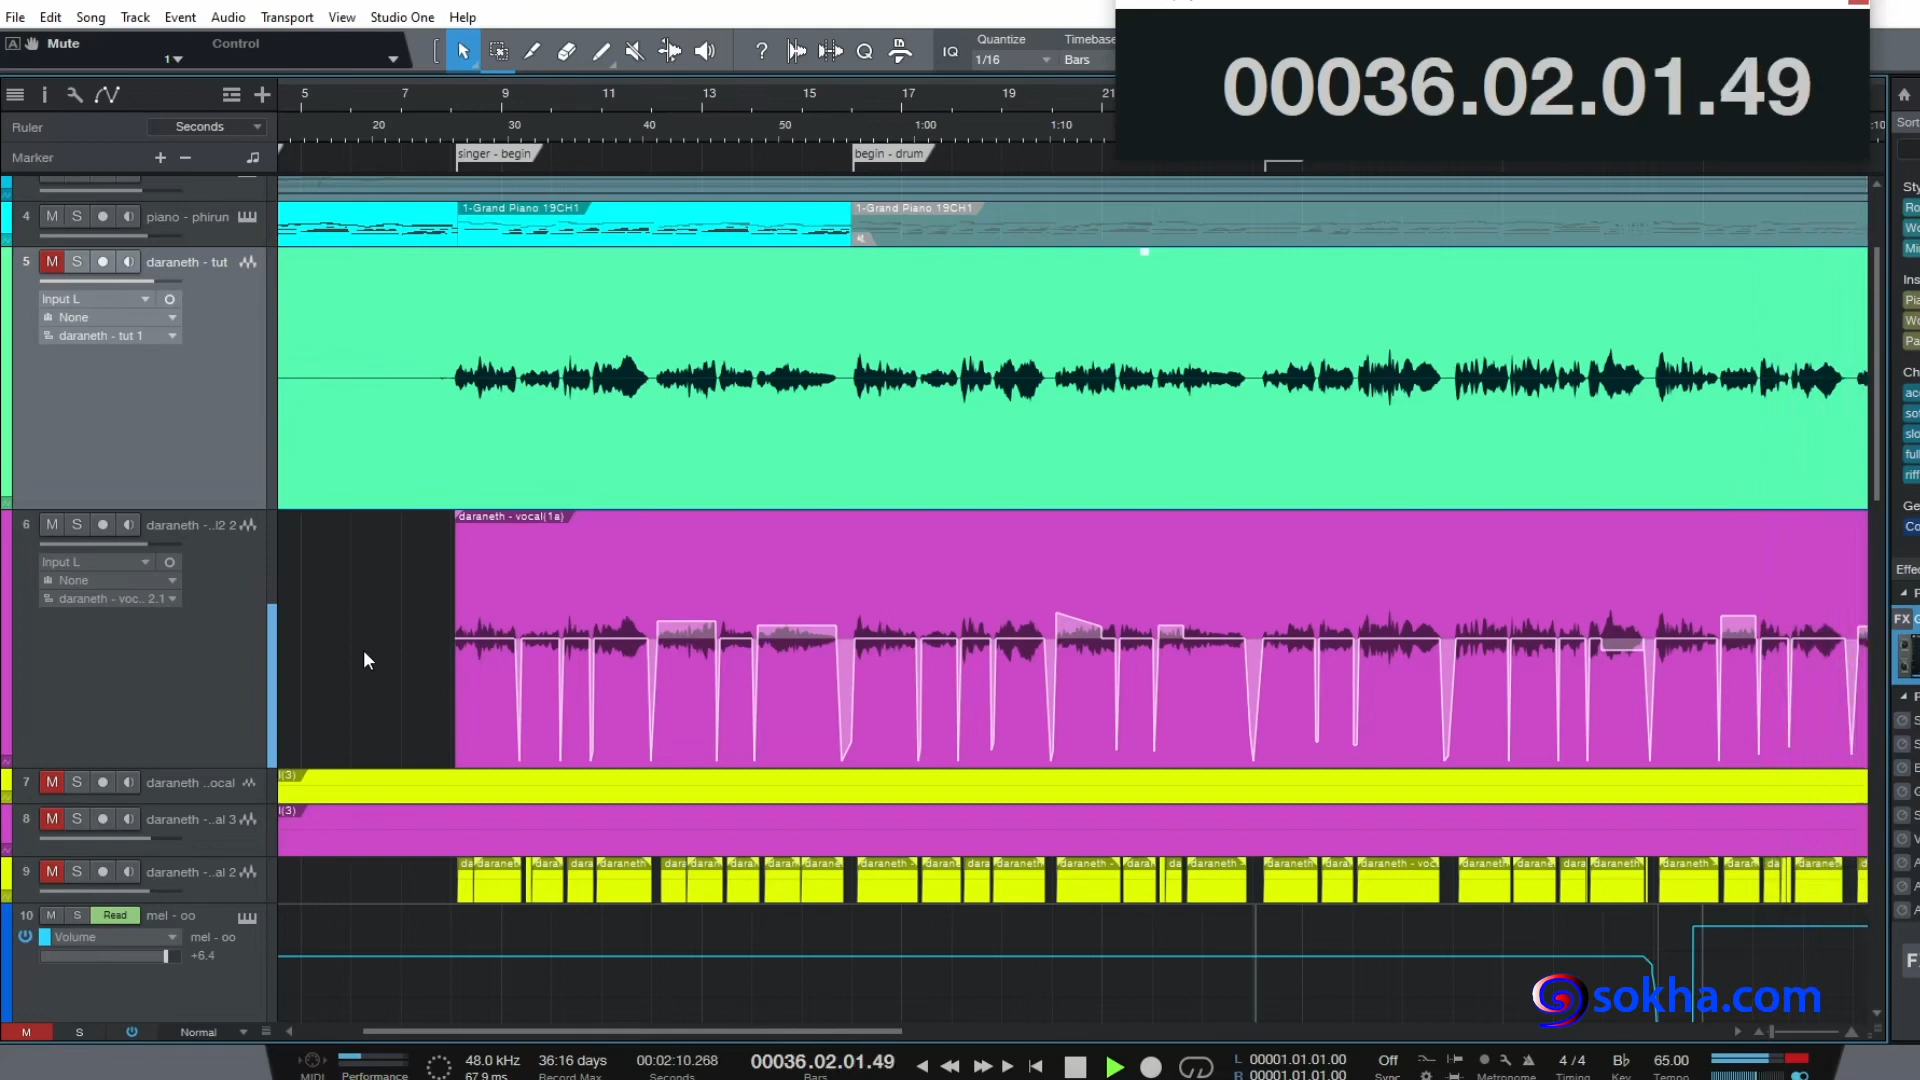 File Edit Song Track Event Audio Transport View Studio One Help
Mute Control
1
IQ Quantize Timebase
1/16 Bars
00036.02.01.49
5 7 9 11 13 15 17 19 21
Ruler Seconds
20 30 40 50 1:00 1:10 :10
Marker
singer - begin begin - drum
4 M S piano - phirun
1-Grand Piano 19CH1 1-Grand Piano 19CH1
5 M S daraneth - tut
Input L
None
daraneth - tut 1
6 M S daraneth -..l2 2
daraneth - vocal(1a)
Input L
None
daraneth - voc.. 2.1
7 M S daraneth ..ocal
l(3)
8 M S daraneth -..al 3
l(3)
9 M S daraneth -..al 2
10 M S Read mel - oo
Volume mel - oo
+6.4
sokha.com
M S Normal
MIDI Performance
48.0 kHz
67.9 ms
36:16 days
Record Max
00:02:10.268
Seconds
00036.02.01.49
Bars
L 00001.01.01.00
R 00001.01.01.00
Off
Sync
Metronome
4 / 4
Timing
B♭
Key
65.00
Tempo